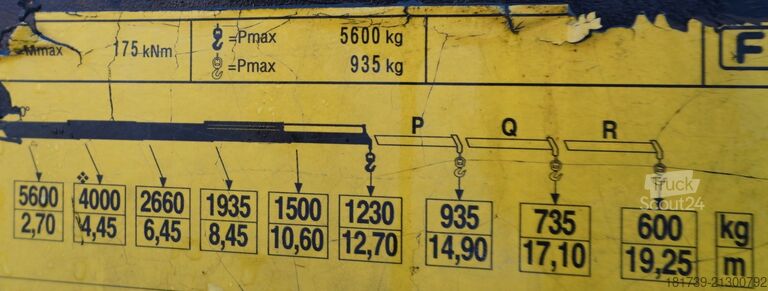 =Mmax 175 kNm =Pmax 5600 kg
=Pmax 935 kg
F
0°
P Q R
5600 4000 2660 1935 1500 1230 935 735 600 kg
2,70 4,45 6,45 8,45 10,60 12,70 14,90 17,10 19,25 m
Truck
Scout24
181739-21300792